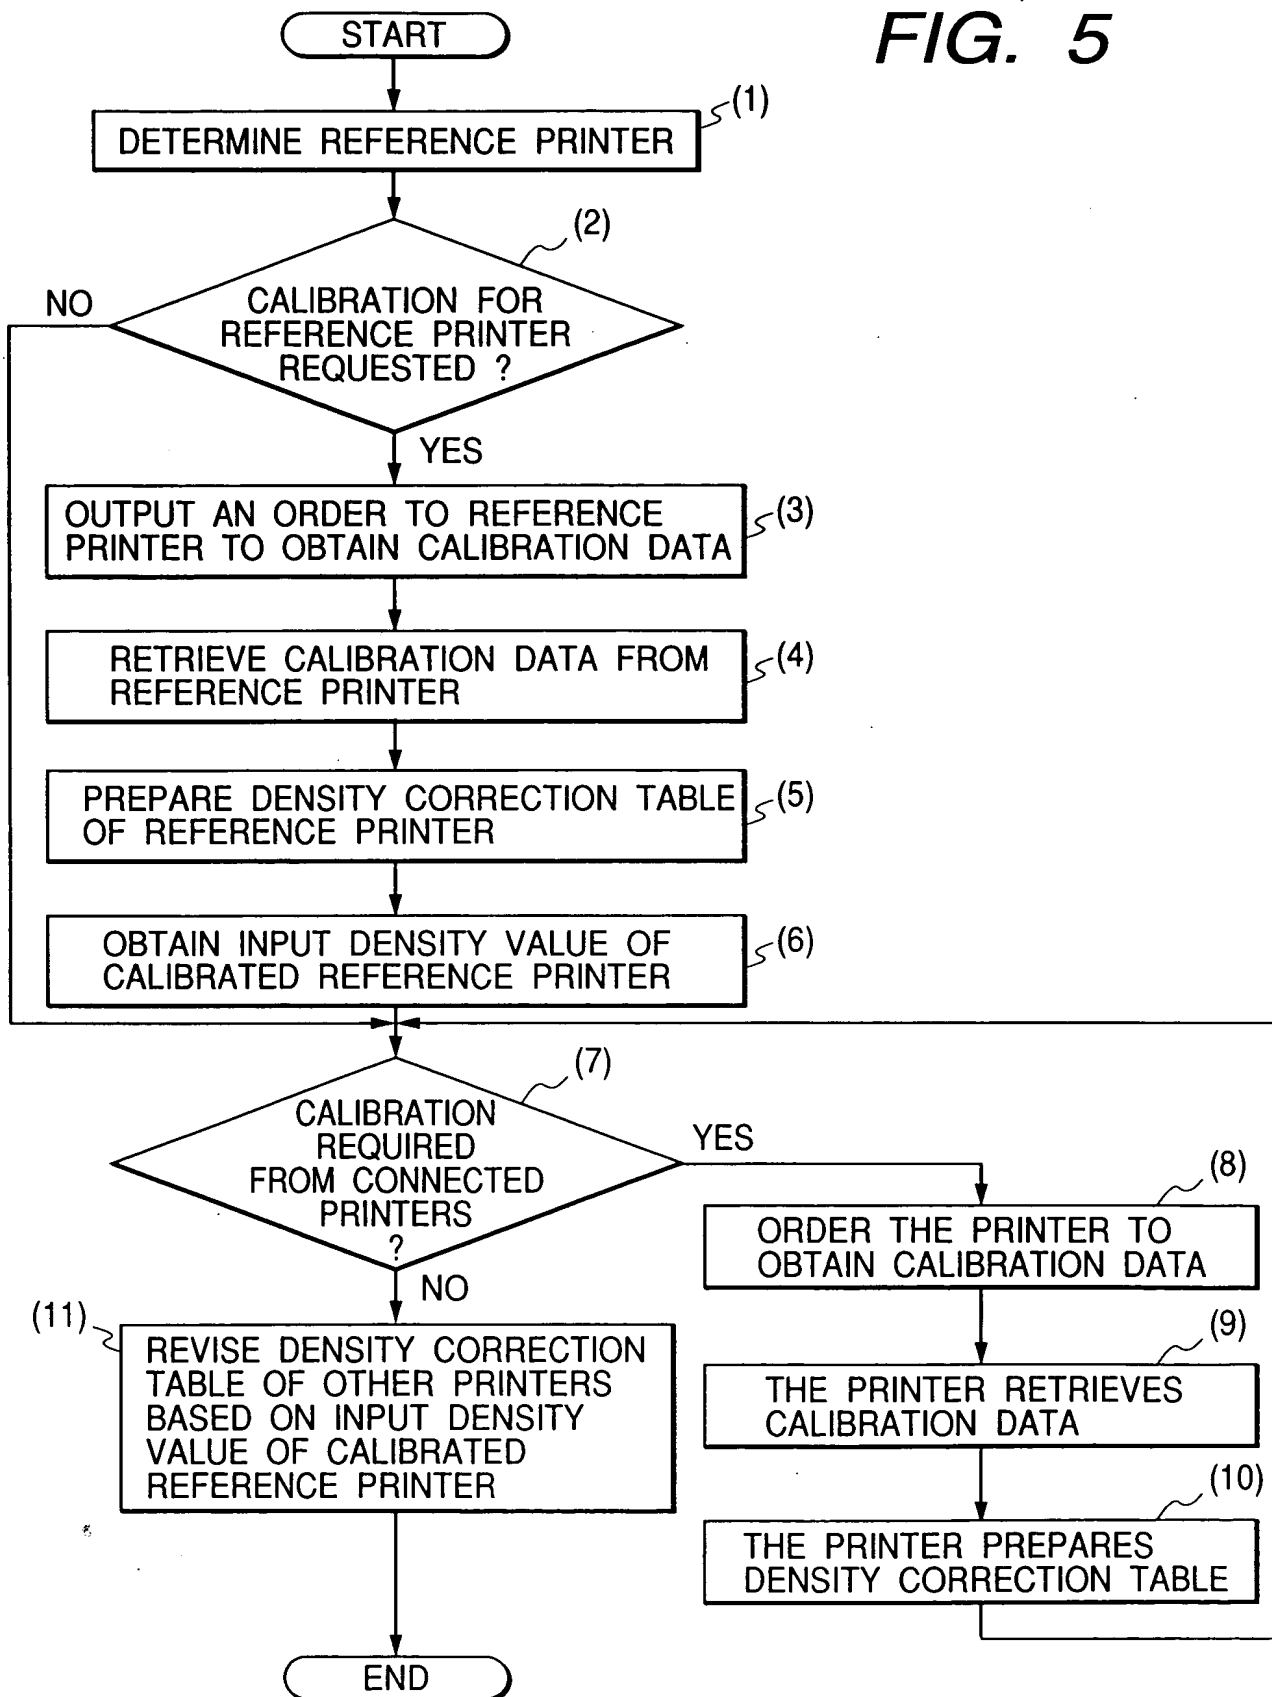 FIG. 5
START
(1)
DETERMINE REFERENCE PRINTER
(2)
NO
CALIBRATION FOR
REFERENCE PRINTER
REQUESTED ?
YES
OUTPUT AN ORDER TO REFERENCE
PRINTER TO OBTAIN CALIBRATION DATA
(3)
RETRIEVE CALIBRATION DATA FROM
REFERENCE PRINTER
(4)
PREPARE DENSITY CORRECTION TABLE
OF REFERENCE PRINTER
(5)
OBTAIN INPUT DENSITY VALUE OF
CALIBRATED REFERENCE PRINTER
(6)
(7)
CALIBRATION
REQUIRED
FROM CONNECTED
PRINTERS
?
YES
(8)
ORDER THE PRINTER TO
OBTAIN CALIBRATION DATA
(9)
THE PRINTER RETRIEVES
CALIBRATION DATA
(10)
THE PRINTER PREPARES
DENSITY CORRECTION TABLE
NO
(11)
REVISE DENSITY CORRECTION
TABLE OF OTHER PRINTERS
BASED ON INPUT DENSITY
VALUE OF CALIBRATED
REFERENCE PRINTER
END